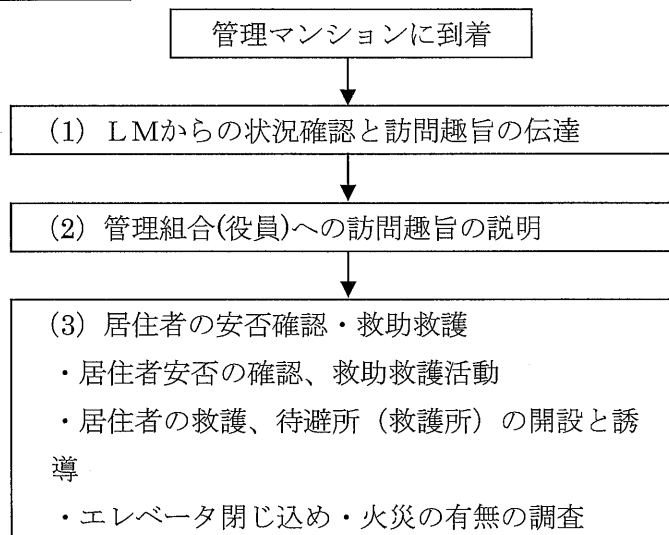 管理マンションに到着
(1) LMからの状況確認と訪問趣旨の伝達
(2) 管理組合(役員)への訪問趣旨の説明
(3) 居住者の安否確認・救助救護
・居住者安否の確認、救助救護活動
・居住者の救護、待避所（救護所）の開設と誘
導
・エレベータ閉じ込め・火災の有無の調査